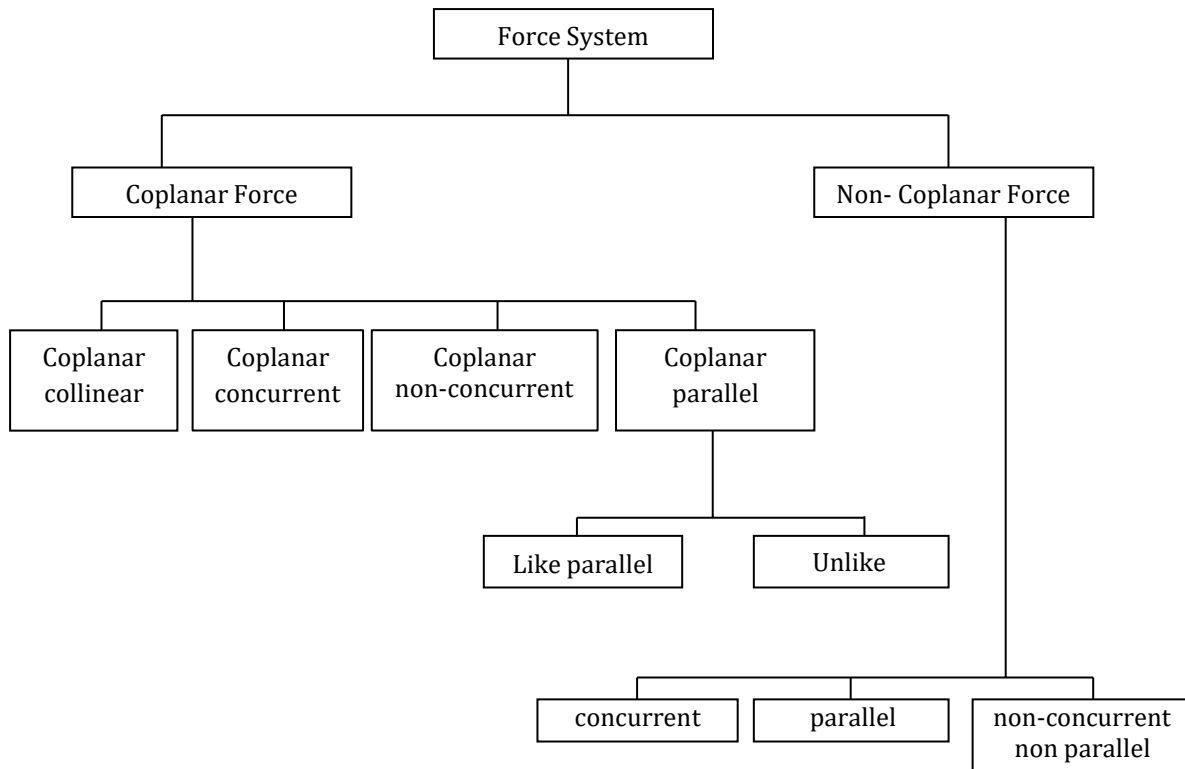 Force System
Coplanar Force
Non- Coplanar Force
Coplanar
collinear
Coplanar
concurrent
Coplanar
non-concurrent
Coplanar
parallel
Like parallel
Unlike
concurrent
parallel
non-concurrent
non parallel